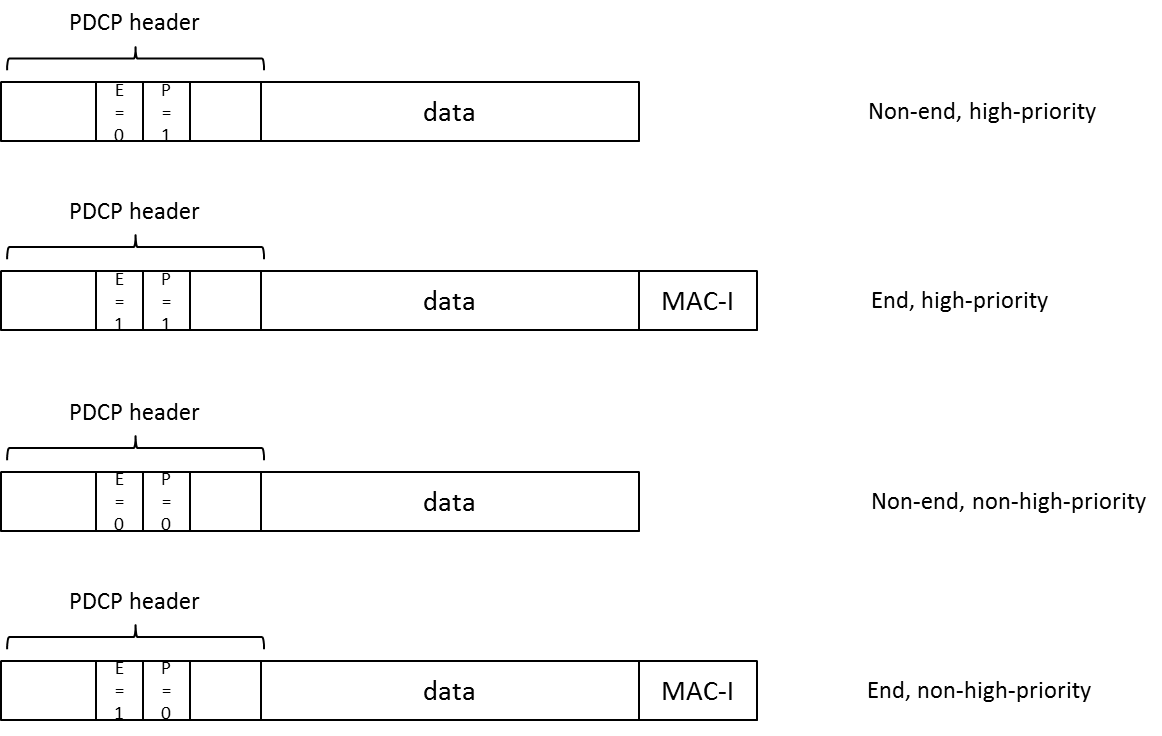 PDCP header
E = 0 P = 1 data Non-end, high-priority
PDCP header
E = 1 P = 1 data MAC-I End, high-priority
PDCP header
E = 0 P = 0 data Non-end, non-high-priority
PDCP header
E = 1 P = 0 data MAC-I End, non-high-priority